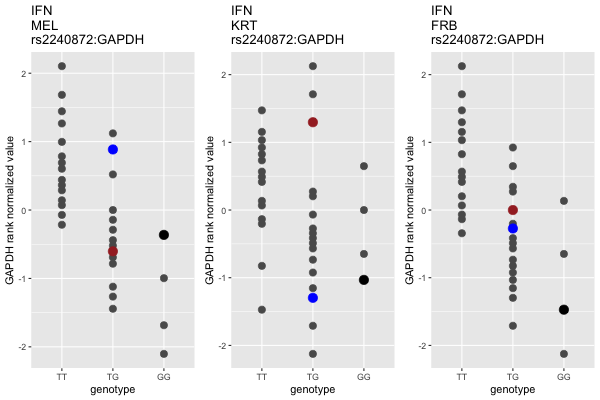 IFN
MEL
rs2240872:GAPDH
GAPDH rank normalized value
2
1
0
-1
-2
TT
TG
GG
genotype
IFN
KRT
rs2240872:GAPDH
GAPDH rank normalized value
2
1
0
-1
-2
TT
TG
GG
genotype
IFN
FRB
rs2240872:GAPDH
GAPDH rank normalized value
2
1
0
-1
-2
TT
TG
GG
genotype